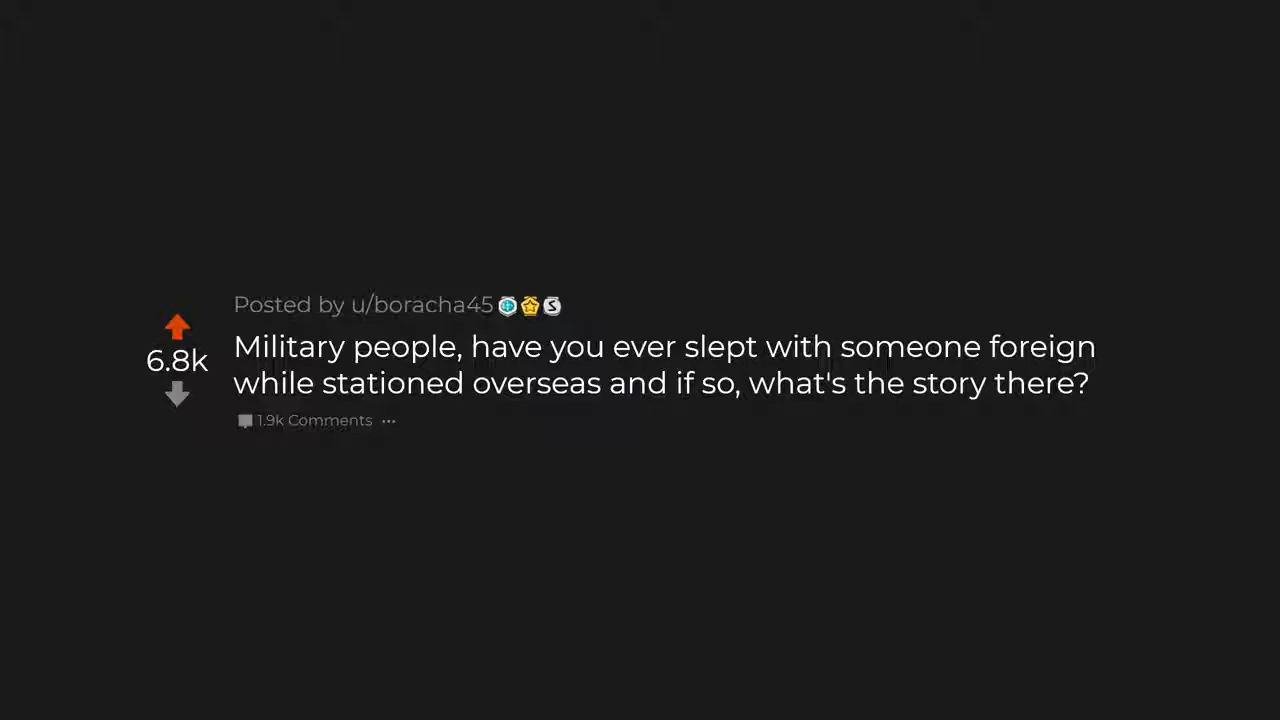 Posted by u/boracha45
6.8k
Military people, have you ever slept with someone foreign
while stationed overseas and if so, what's the story there?
1.9k Comments ...